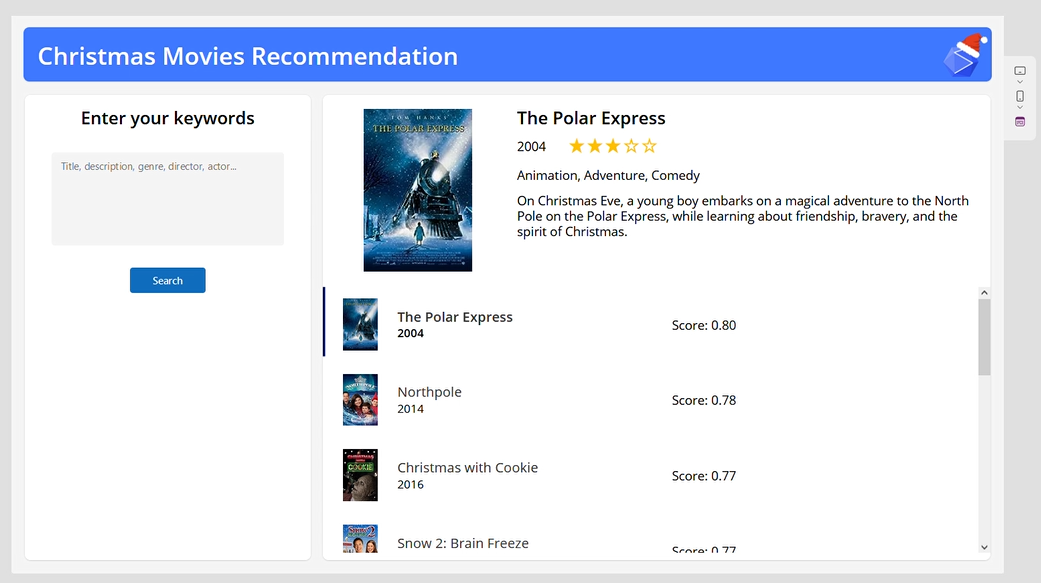 Christmas Movies Recommendation
Enter your keywords
Title, description, genre, director, actor...
Search
TOM HANKS
THE POLAR EXPRESS
The Polar Express
2004
Animation, Adventure, Comedy
On Christmas Eve, a young boy embarks on a magical adventure to the North
Pole on the Polar Express, while learning about friendship, bravery, and the
spirit of Christmas.
The Polar Express
2004
Score: 0.80
NORTHPOLE
Northpole
2014
Score: 0.78
COOKIE
Christmas with Cookie
2016
Score: 0.77
Snow 2: Brain Freeze
Score: 0.77